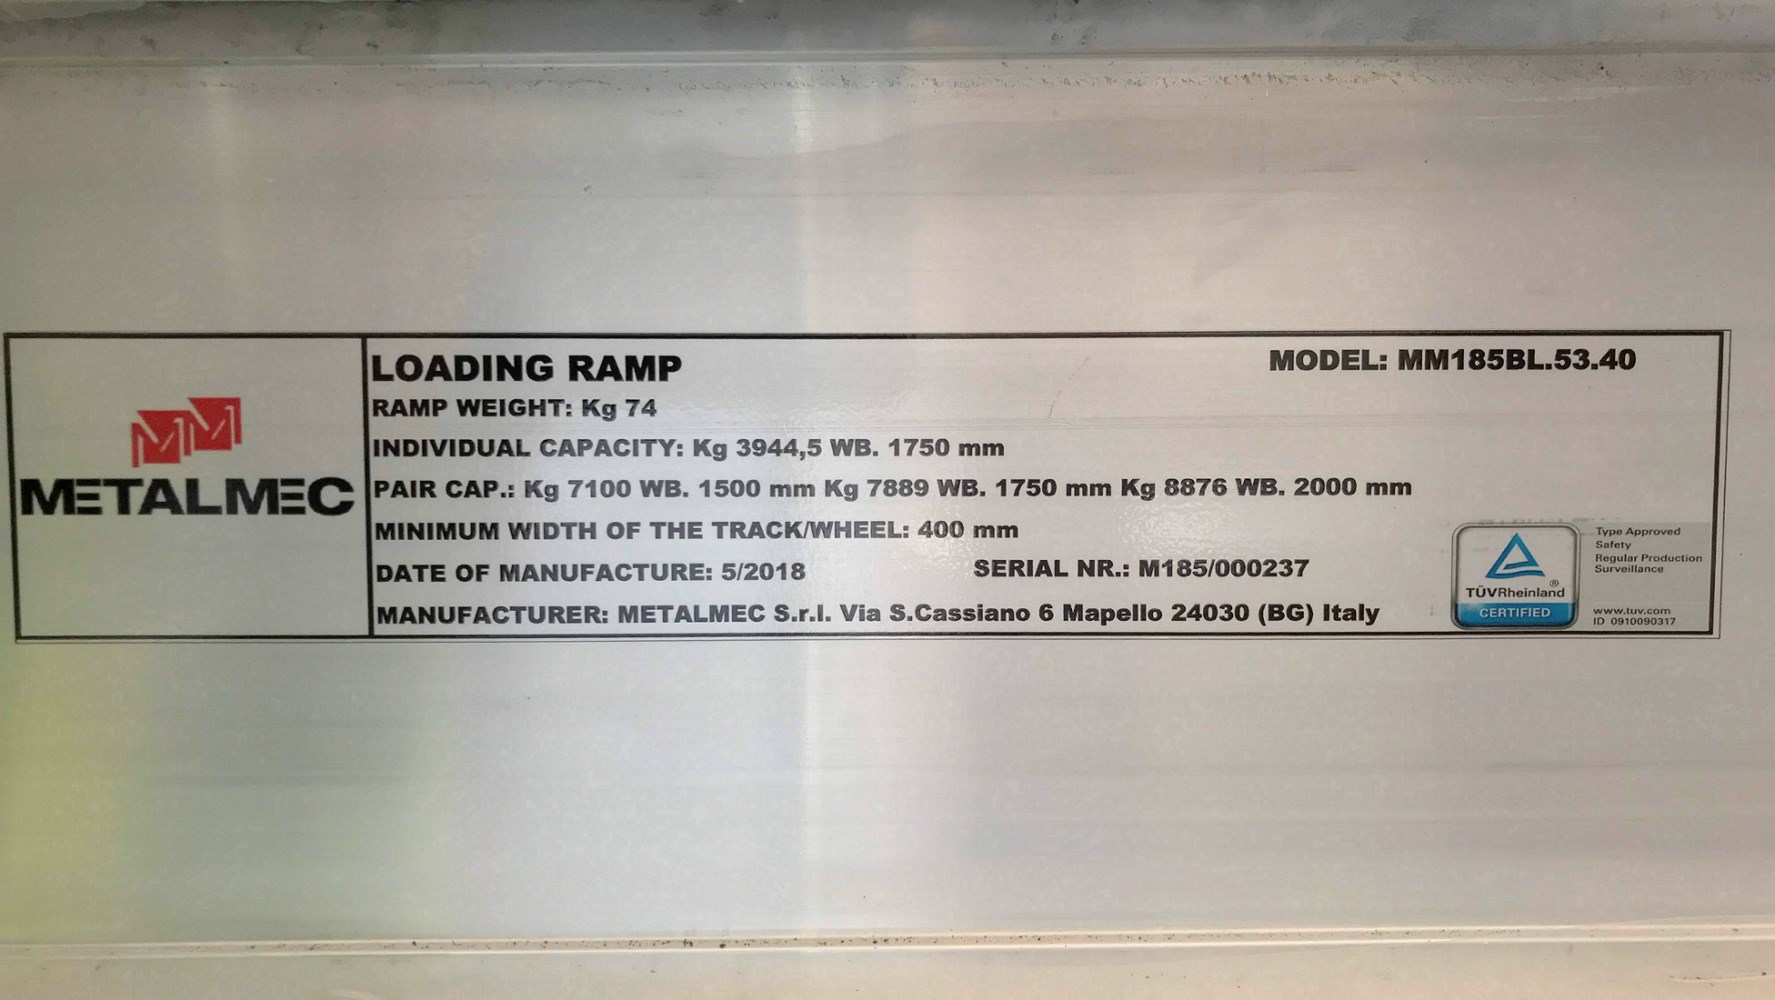 METALMEC
LOADING RAMP
MODEL: MM185BL.53.40
RAMP WEIGHT: Kg 74
INDIVIDUAL CAPACITY: Kg 3944,5 WB. 1750 mm
PAIR CAP.: Kg 7100 WB. 1500 mm Kg 7889 WB. 1750 mm Kg 8876 WB. 2000 mm
MINIMUM WIDTH OF THE TRACK/WHEEL: 400 mm
DATE OF MANUFACTURE: 5/2018
SERIAL NR.: M185/000237
MANUFACTURER: METALMEC S.r.l. Via S.Cassiano 6 Mapello 24030 (BG) Italy
TÜVRheinland®
CERTIFIED
Type Approved
Safety
Regular Production
Surveillance
www.tuv.com
ID 0910090317